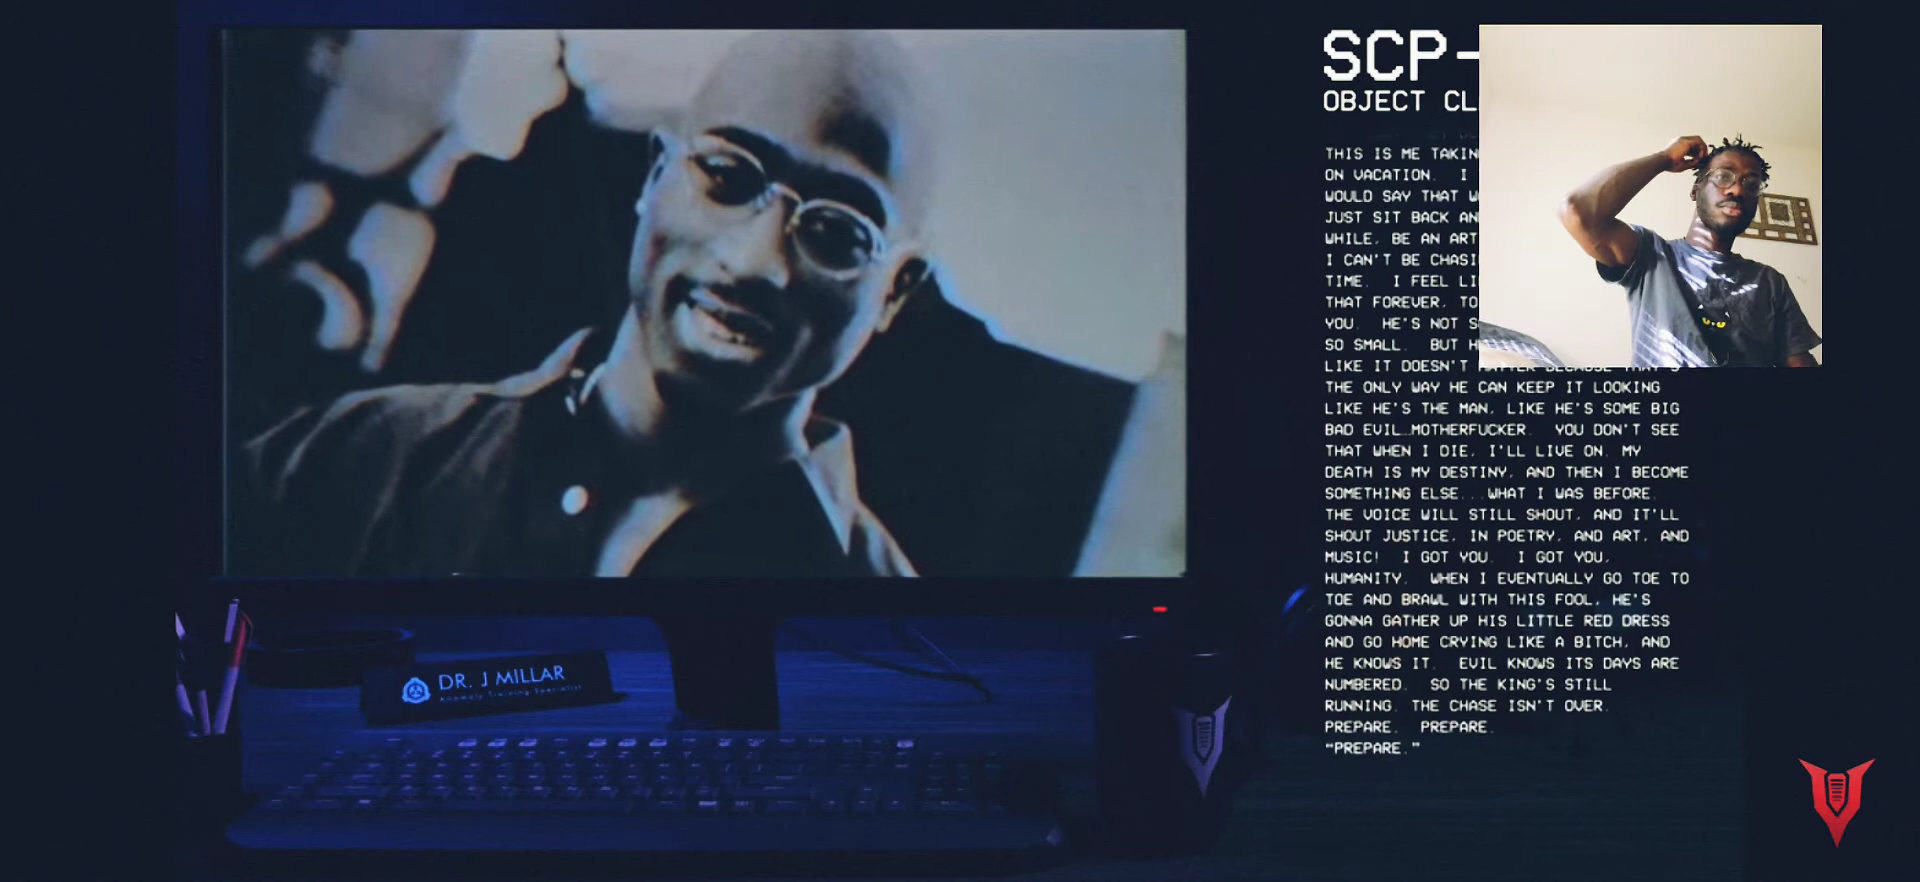 SCP-
OBJECT CL
THIS IS ME TAKIN
ON VACATION. I
WOULD SAY THAT W
JUST SIT BACK AN
WHILE, BE AN ART
I CAN'T BE CHASI
TIME. I FEEL LI
THAT FOREVER, TO
YOU. HE'S NOT S
SO SMALL. BUT H
LIKE IT DOESN'T MATTER BECAUSE THAT'S
THE ONLY WAY HE CAN KEEP IT LOOKING
LIKE HE'S THE MAN, LIKE HE'S SOME BIG
BAD EVIL MOTHERFUCKER. YOU DON'T SEE
THAT WHEN I DIE, I'LL LIVE ON. MY
DEATH IS MY DESTINY, AND THEN I BECOME
SOMETHING ELSE...WHAT I WAS BEFORE.
THE VOICE WILL STILL SHOUT, AND IT'LL
SHOUT JUSTICE, IN POETRY, AND ART, AND
MUSIC! I GOT YOU. I GOT YOU,
HUMANITY. WHEN I EVENTUALLY GO TOE TO
TOE AND BRAWL WITH THIS FOOL, HE'S
GONNA GATHER UP HIS LITTLE RED DRESS
AND GO HOME CRYING LIKE A BITCH, AND
HE KNOWS IT. EVIL KNOWS ITS DAYS ARE
NUMBERED. SO THE KING'S STILL
RUNNING. THE CHASE ISN'T OVER.
PREPARE. PREPARE.
"PREPARE."
DR. J MILLAR
Anomaly Training Specialist